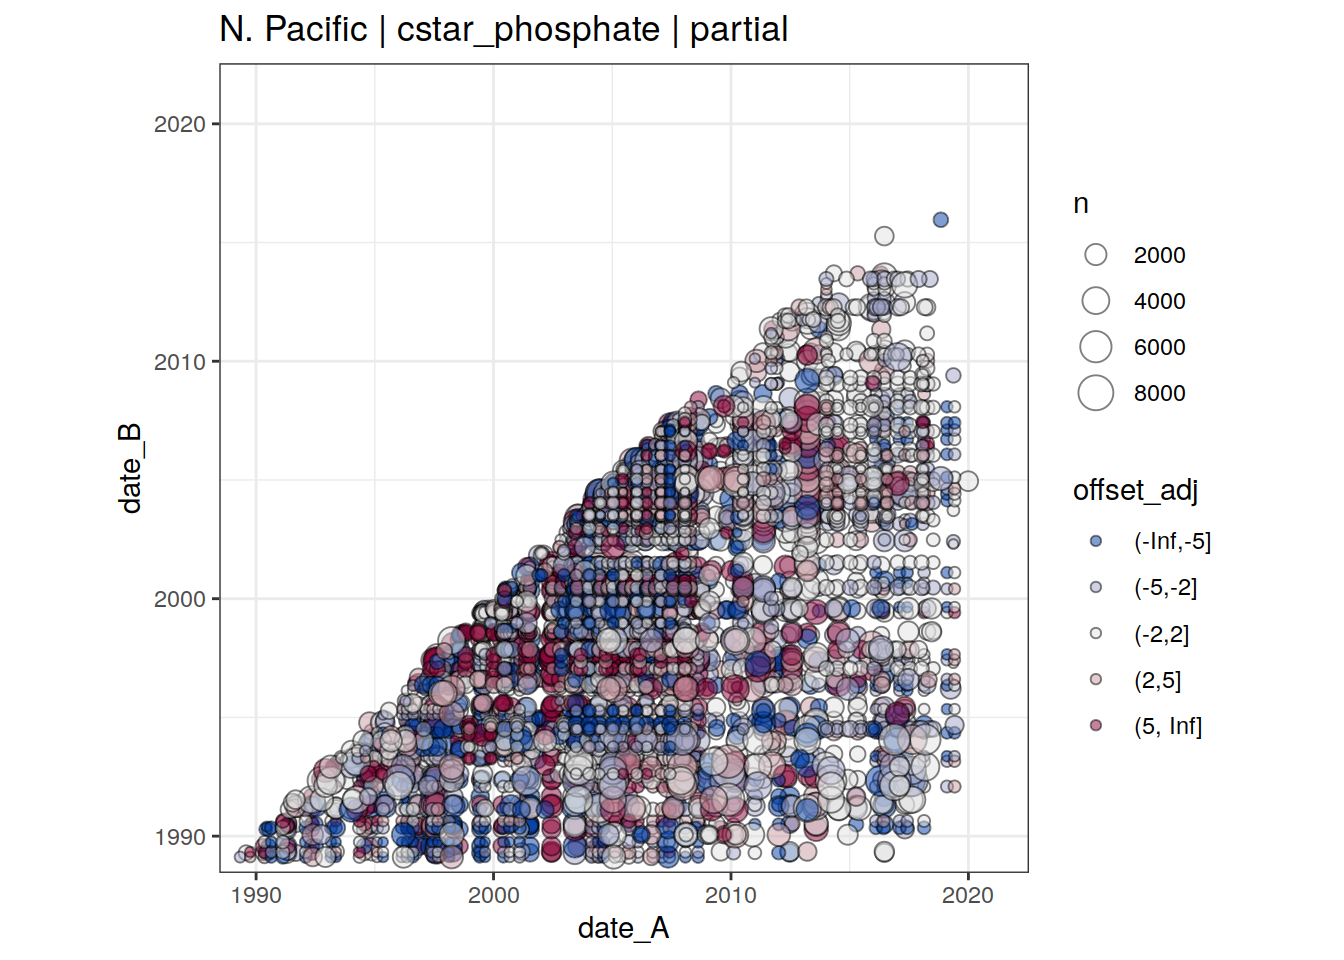 N. Pacific | cstar_phosphate | partial
date_B
2020
2010
2000
1990
1990
2000
2010
2020
date_A
n
2000
4000
6000
8000
offset_adj
(-Inf,-5]
(-5,-2]
(-2,2]
(2,5]
(5, Inf]